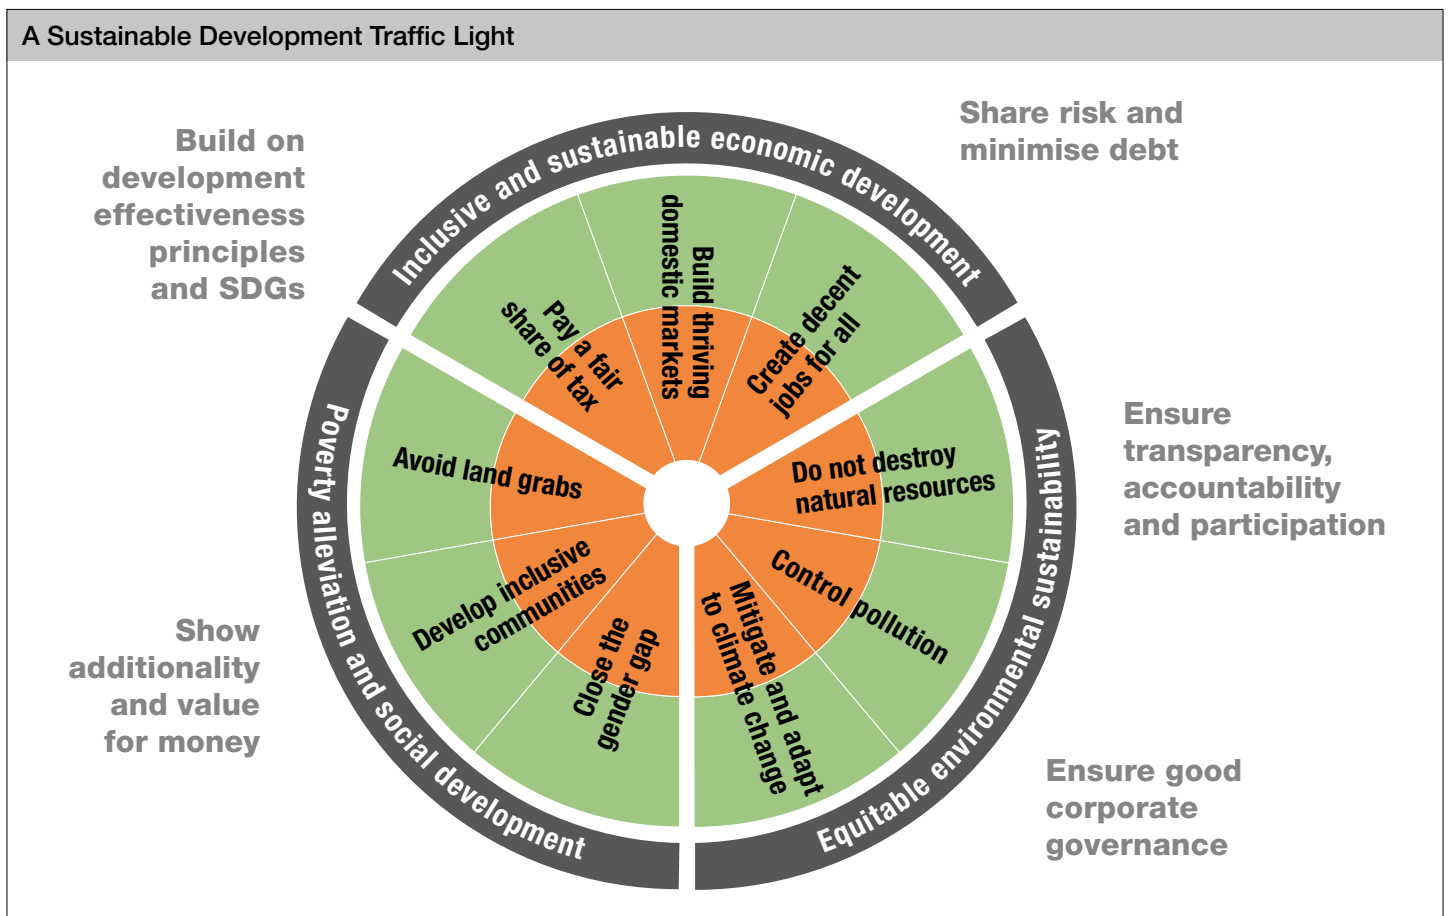 A Sustainable Development Traffic Light
Build on
development
effectiveness
principles
and SDGs
Share risk and
minimise debt
Inclusive and sustainable economic development
Pay a fair
share of tax
Build thriving
domestic markets
Create decent
jobs for all
Poverty alleviation and social development
Avoid land grabs
Develop inclusive
communities
Close the
gender gap
Equitable environmental sustainability
Do not destroy
natural resources
Control pollution
Mitigate and adapt
to climate change
Ensure
transparency,
accountability
and participation
Show
additionality
and value
for money
Ensure good
corporate
governance